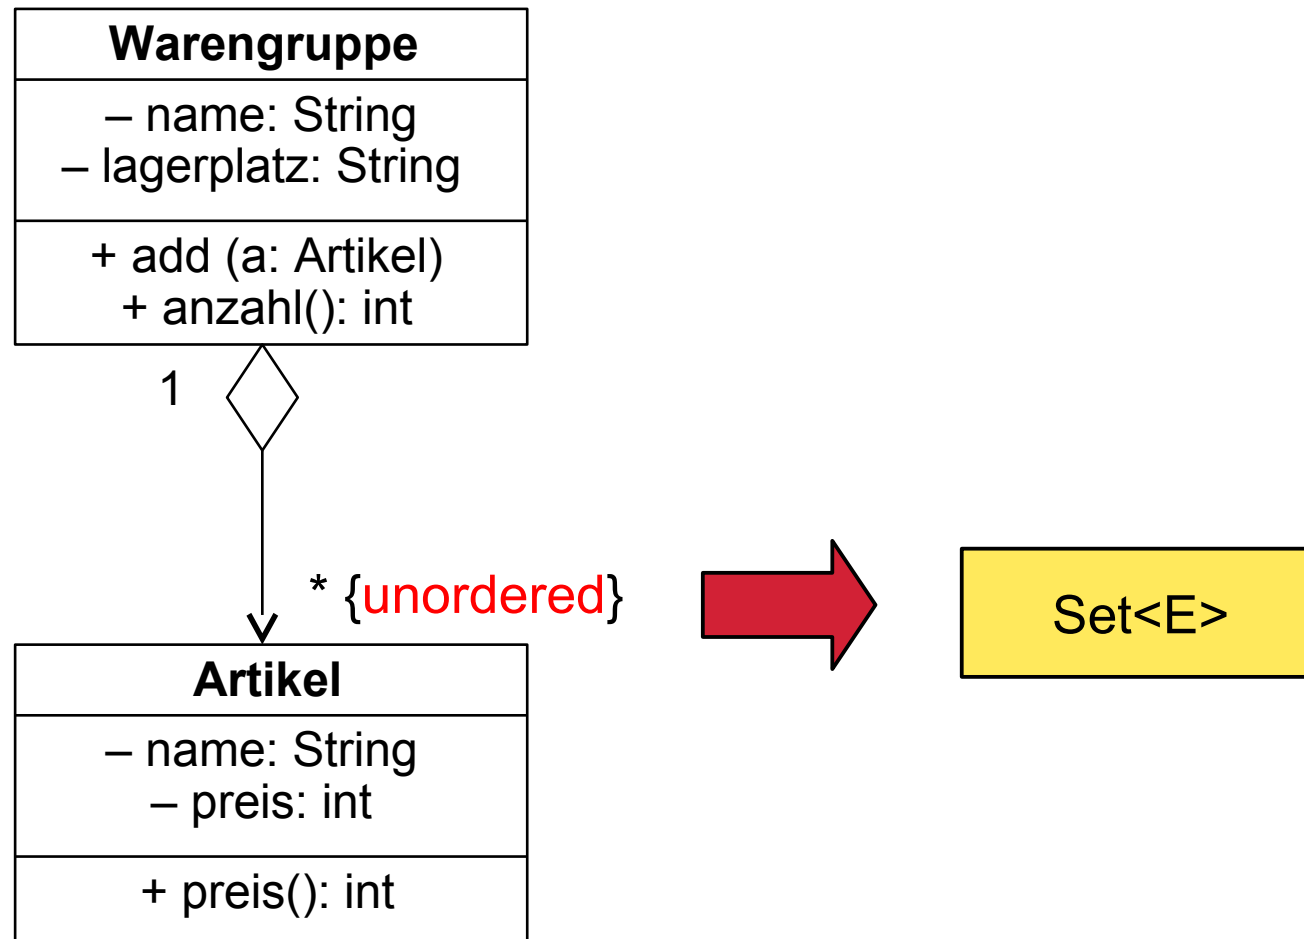 Warengruppe
– name: String
– lagerplatz: String
+ add (a: Artikel)
+ anzahl(): int
1
* {unordered}
Set<E>
Artikel
– name: String
– preis: int
+ preis(): int